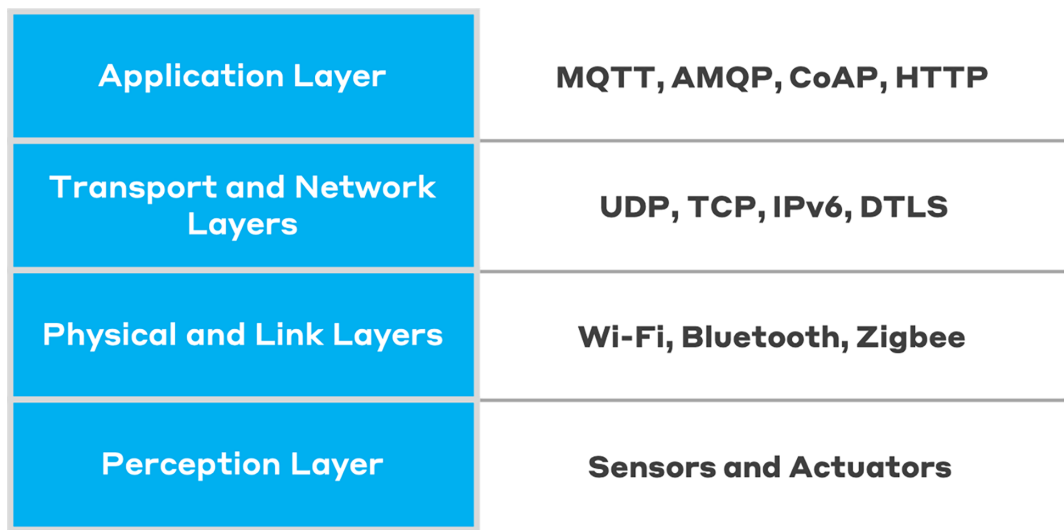 Application Layer
MQTT, AMQP, CoAP, HTTP
Transport and Network
Layers
UDP, TCP, IPv6, DTLS
Physical and Link Layers
Wi-Fi, Bluetooth, Zigbee
Perception Layer
Sensors and Actuators